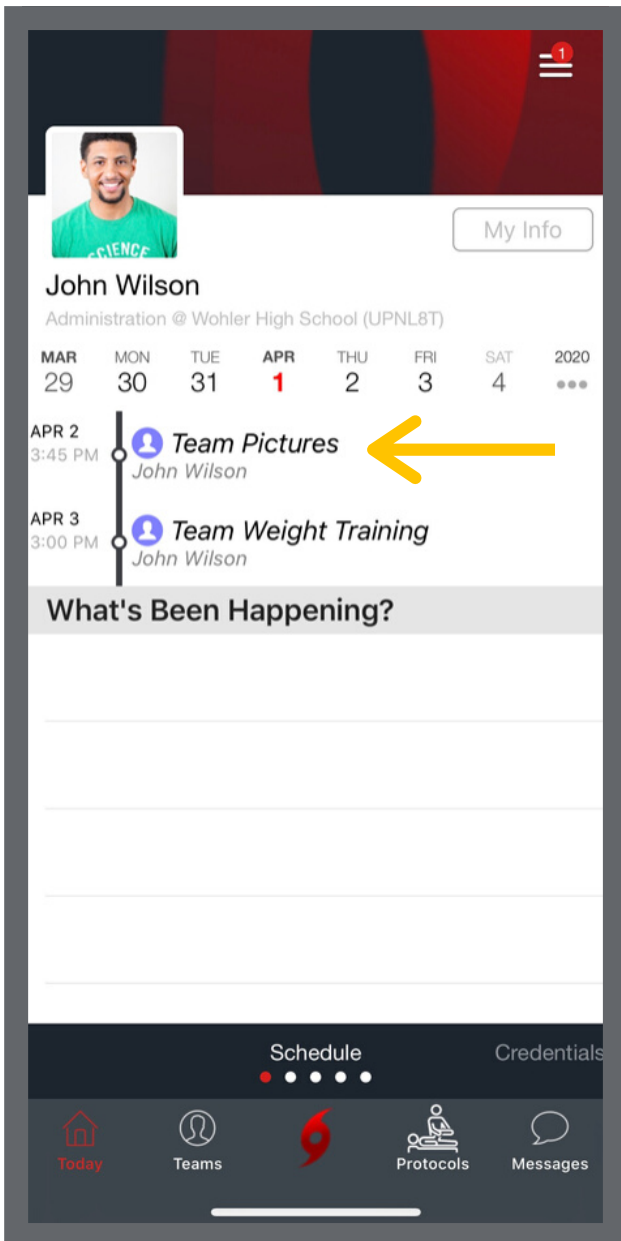 1
SCIENCE
My Info
John Wilson
Administration @ Wohler High School (UPNL8T)
MAR MON TUE APR THU FRI SAT 2020
29 30 31 1 2 3 4
APR 2 Team Pictures
3:45 PM John Wilson
APR 3 Team Weight Training
3:00 PM John Wilson
What's Been Happening?
Schedule Credentials
Today Teams Protocols Messages